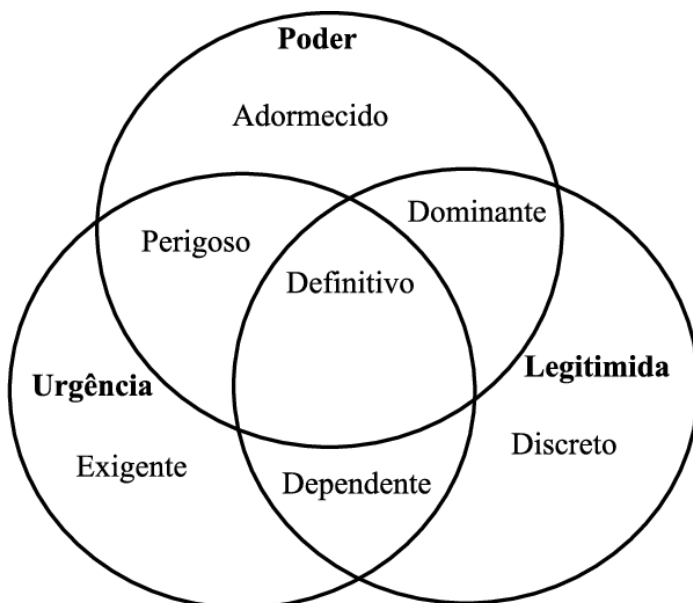 Poder
Adormecido
Dominante
Perigoso
Definitivo
Legitimida
Urgência
Discreto
Exigente
Dependente